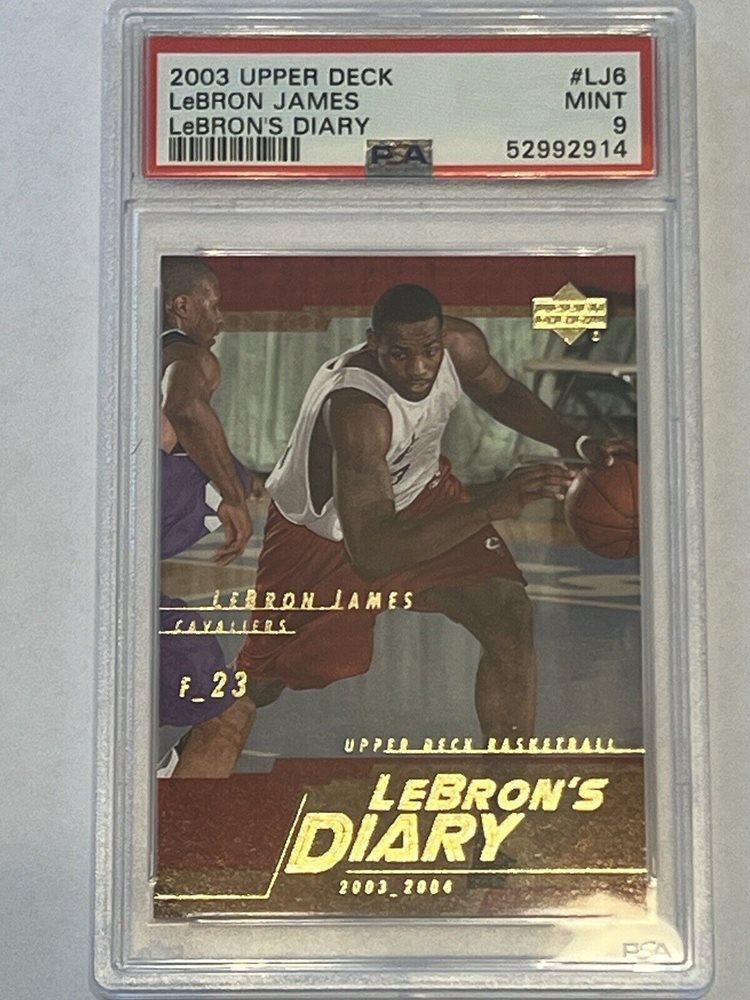 2003 UPPER DECK #LJ6
LeBRON JAMES MINT
LeBRON'S DIARY 9
PSA 52992914
LEBRON JAMES
CAVALIERS
F_23
UPPER DECK BASKETBALL
LEBRON'S
DIARY
2003_2004
PSA